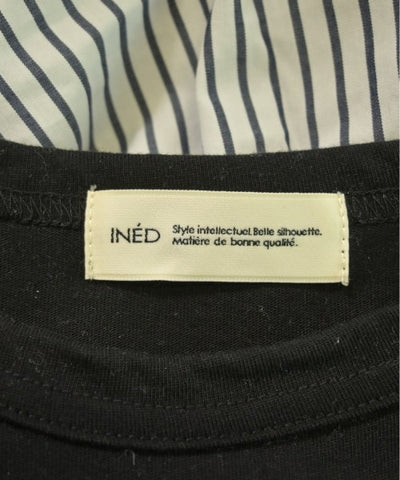 INÉD
Style intellectuel. Belle silhouette.
Matière de bonne qualité.